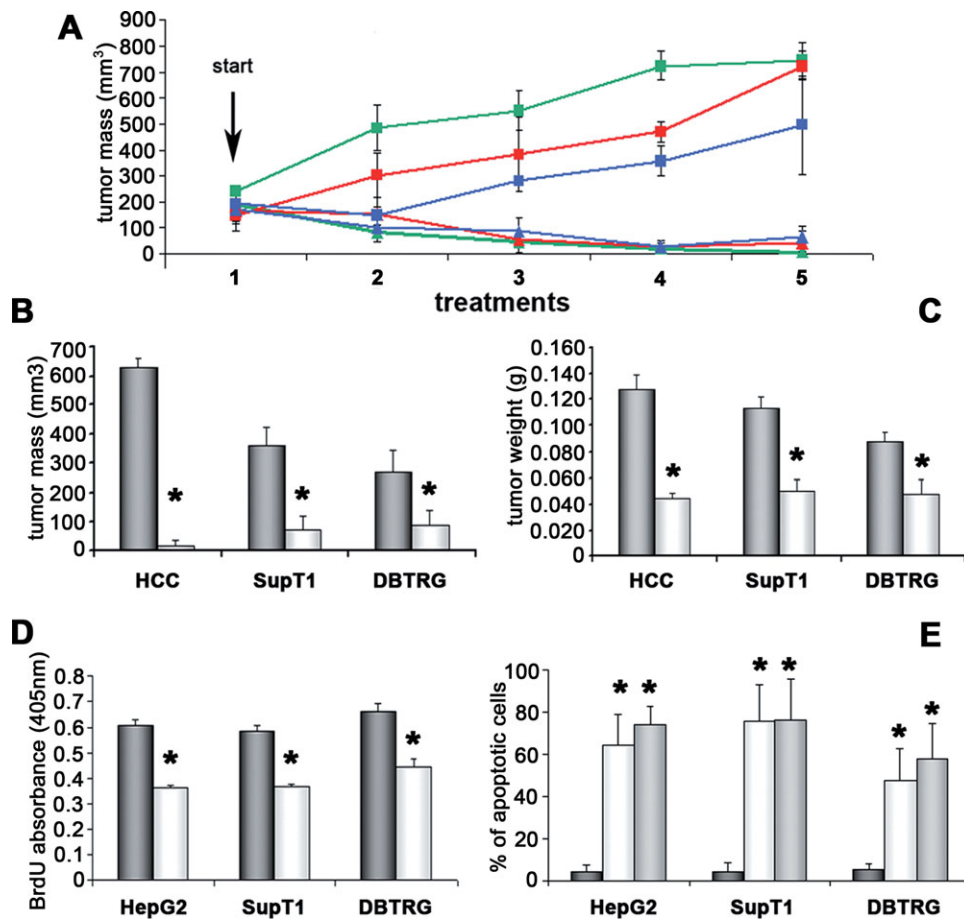 A
tumor mass (mm³)
900
800
700
600
500
400
300
200
100
0
start
1 2 3 4 5
treatments
B
tumor mass (mm3)
700
600
500
400
300
200
100
0
* * *
HCC SupT1 DBTRG
C
tumor weight (g)
0.160
0.140
0.120
0.100
0.080
0.060
0.040
0.020
0
* * *
HCC SupT1 DBTRG
D
BrdU absorbance (405nm)
0.8
0.7
0.6
0.5
0.4
0.3
0.2
0.1
0
* * *
HepG2 SupT1 DBTRG
E
% of apoptotic cells
100
80
60
40
20
0
* * * * * *
HepG2 SupT1 DBTRG